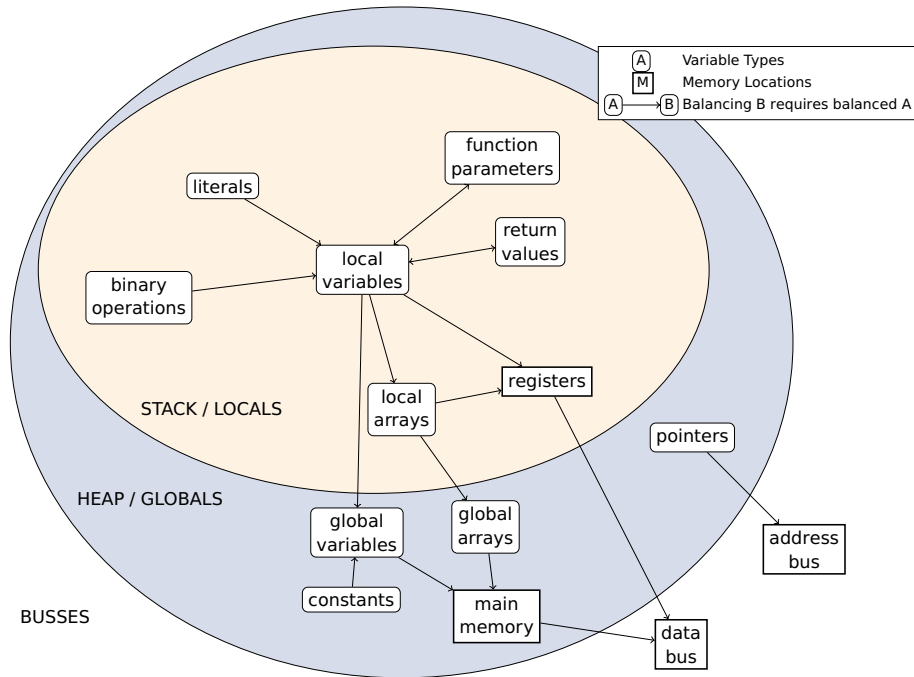 A Variable Types
M Memory Locations
A B Balancing B requires balanced A
function
parameters
literals
return
values
local
variables
binary
operations
registers
local
arrays
STACK / LOCALS
pointers
HEAP / GLOBALS
global
variables
global
arrays
address
bus
constants
main
memory
BUSSES
data
bus